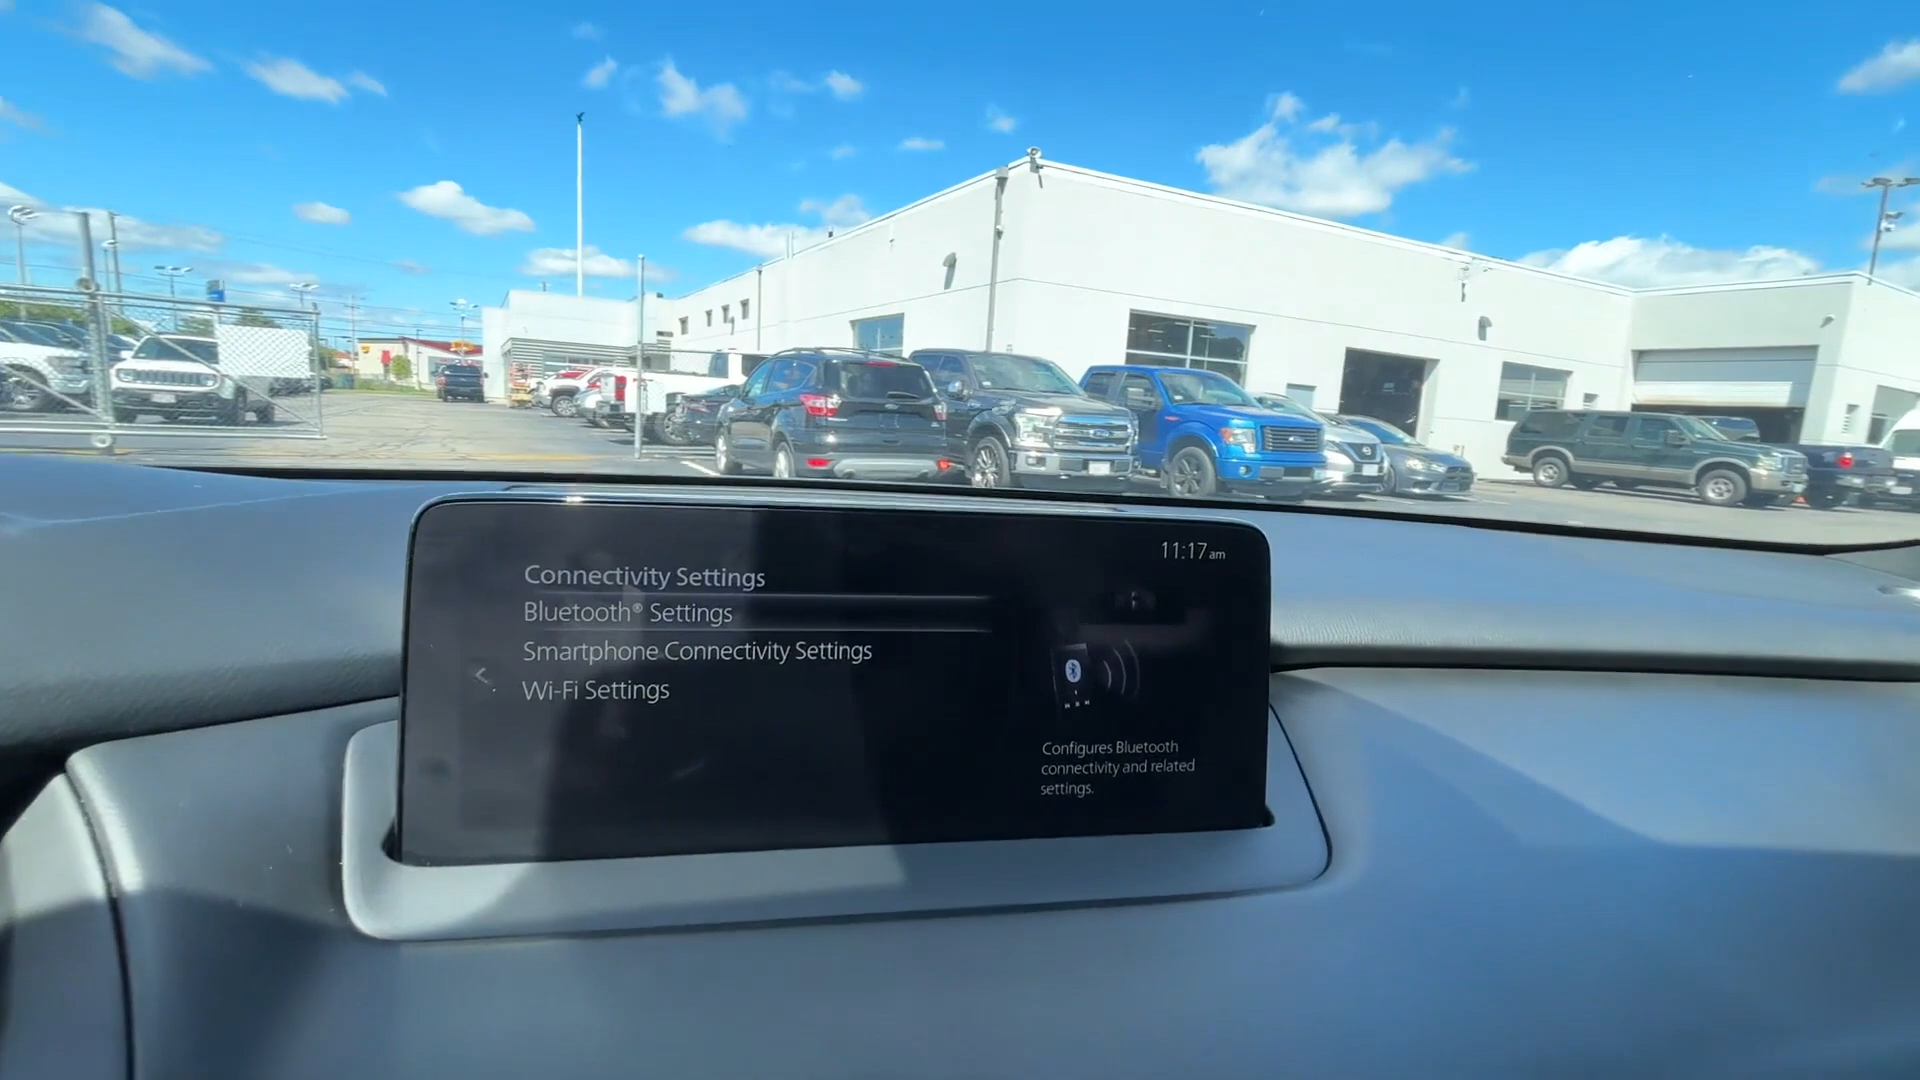 11:17am
Connectivity Settings
Bluetooth® Settings
Smartphone Connectivity Settings
Wi-Fi Settings
Configures Bluetooth
connectivity and related
settings.